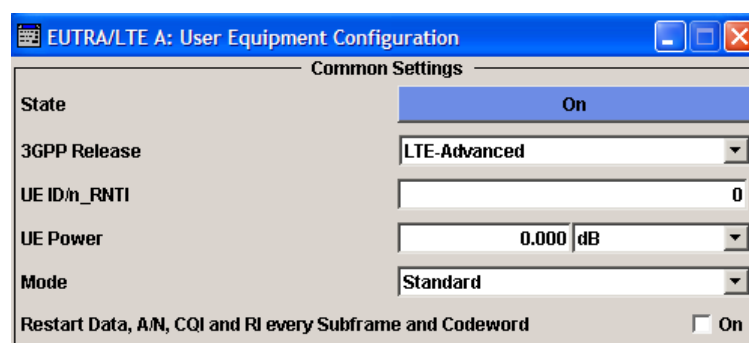 EUTRA/LTE A: User Equipment Configuration
Common Settings
State On
3GPP Release LTE-Advanced
UE ID/n_RNTI 0
UE Power 0.000 dB
Mode Standard
Restart Data, A/N, CQI and RI every Subframe and Codeword On